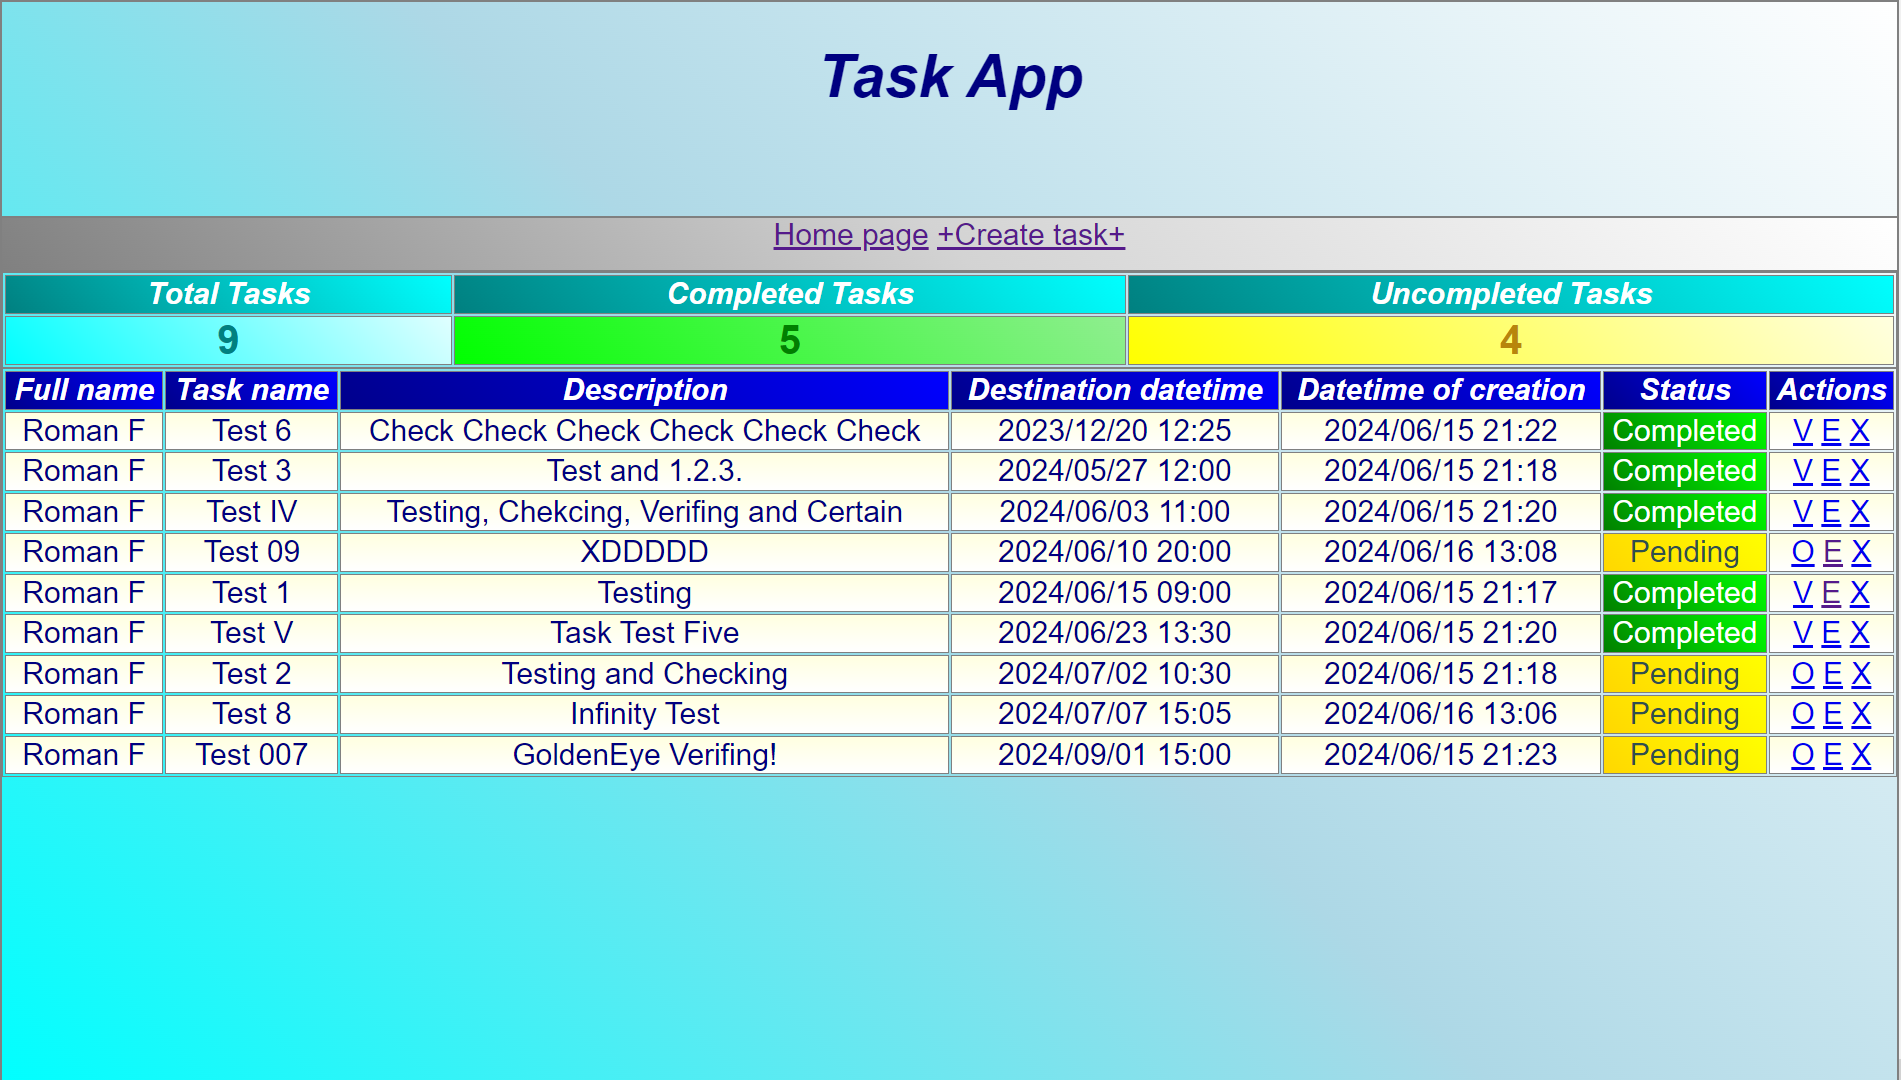 Task App
Home page +Create task+
Total Tasks Completed Tasks Uncompleted Tasks
9 5 4
Full name Task name Description Destination datetime Datetime of creation Status Actions
Roman F Test 6 Check Check Check Check Check Check 2023/12/20 12:25 2024/06/15 21:22 Completed V E X
Roman F Test 3 Test and 1.2.3. 2024/05/27 12:00 2024/06/15 21:18 Completed V E X
Roman F Test IV Testing, Chekcing, Verifing and Certain 2024/06/03 11:00 2024/06/15 21:20 Completed V E X
Roman F Test 09 XDDDDD 2024/06/10 20:00 2024/06/16 13:08 Pending O E X
Roman F Test 1 Testing 2024/06/15 09:00 2024/06/15 21:17 Completed V E X
Roman F Test V Task Test Five 2024/06/23 13:30 2024/06/15 21:20 Completed V E X
Roman F Test 2 Testing and Checking 2024/07/02 10:30 2024/06/15 21:18 Pending O E X
Roman F Test 8 Infinity Test 2024/07/07 15:05 2024/06/16 13:06 Pending O E X
Roman F Test 007 GoldenEye Verifing! 2024/09/01 15:00 2024/06/15 21:23 Pending O E X